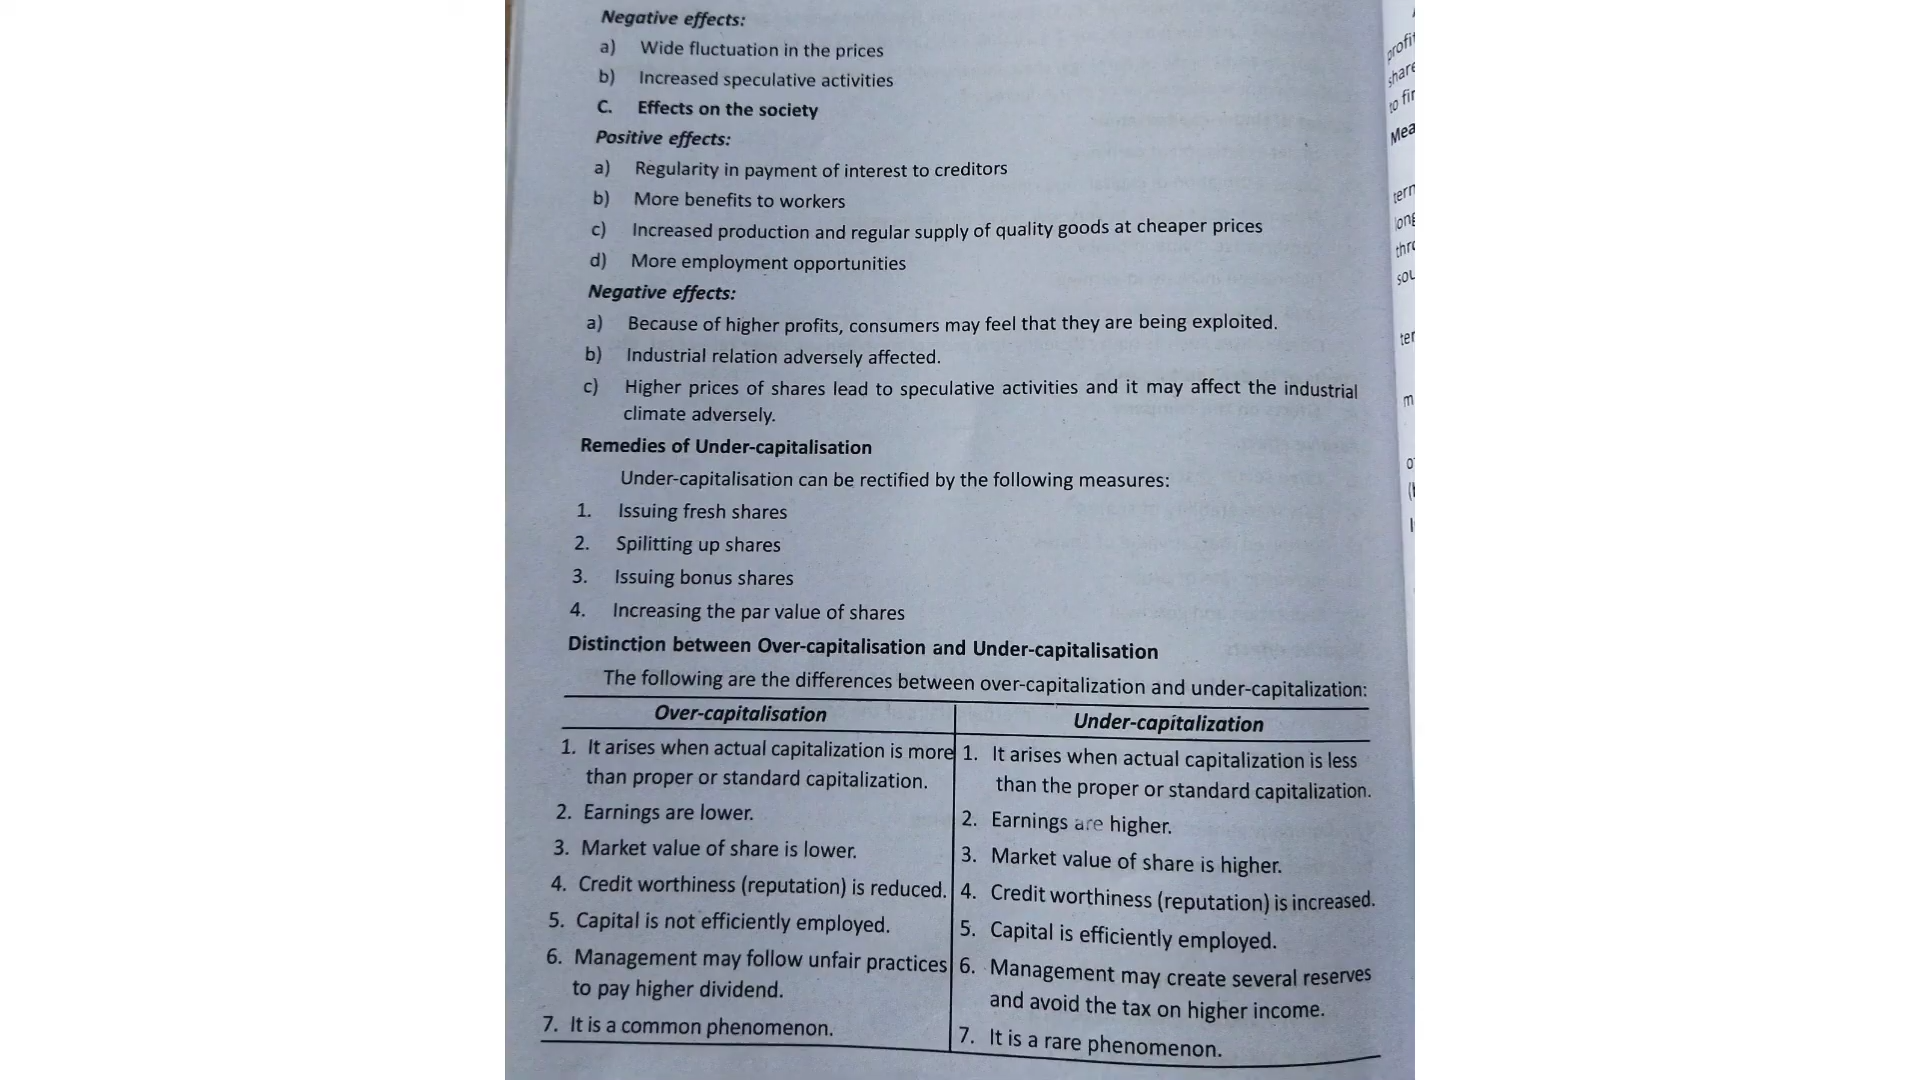 Negative effects:
a) Wide fluctuation in the prices
b) Increased speculative activities
C. Effects on the society
Positive effects:
a) Regularity in payment of interest to creditors
b) More benefits to workers
c) Increased production and regular supply of quality goods at cheaper prices
d) More employment opportunities
Negative effects:
a) Because of higher profits, consumers may feel that they are being exploited.
b) Industrial relation adversely affected.
c) Higher prices of shares lead to speculative activities and it may affect the industrial
climate adversely.
Remedies of Under-capitalisation
Under-capitalisation can be rectified by the following measures:
1. Issuing fresh shares
2. Spilitting up shares
3. Issuing bonus shares
4. Increasing the par value of shares
Distinction between Over-capitalisation and Under-capitalisation
The following are the differences between over-capitalization and under-capitalization:
Over-capitalisation
1. It arises when actual capitalization is more
than proper or standard capitalization.
2. Earnings are lower.
3. Market value of share is lower.
4. Credit worthiness (reputation) is reduced.
5. Capital is not efficiently employed.
6. Management may follow unfair practices
to pay higher dividend.
7. It is a common phenomenon.
Under-capitalization
1. It arises when actual capitalization is less
than the proper or standard capitalization.
2. Earnings are higher.
3. Market value of share is higher.
4. Credit worthiness (reputation) is increased.
5. Capital is efficiently employed.
6. Management may create several reserves
and avoid the tax on higher income.
7. It is a rare phenomenon.